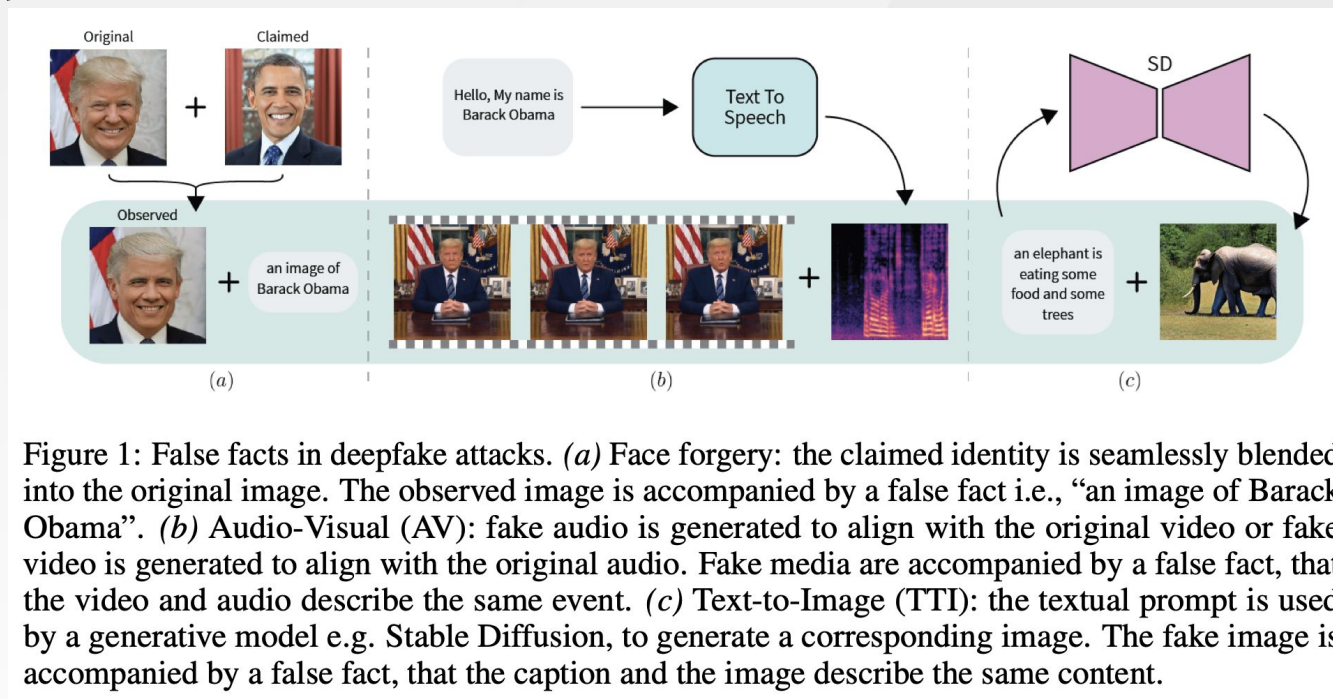 Original
Claimed
Observed
an image of
Barack Obama
(a)
Hello, My name is
Barack Obama
Text To
Speech
(b)
SD
an elephant is
eating some
food and some
trees
(c)
Figure 1: False facts in deepfake attacks. (a) Face forgery: the claimed identity is seamlessly blended
into the original image. The observed image is accompanied by a false fact i.e., “an image of Barack
Obama”. (b) Audio-Visual (AV): fake audio is generated to align with the original video or fake
video is generated to align with the original audio. Fake media are accompanied by a false fact, that
the video and audio describe the same event. (c) Text-to-Image (TTI): the textual prompt is used
by a generative model e.g. Stable Diffusion, to generate a corresponding image. The fake image is
accompanied by a false fact, that the caption and the image describe the same content.